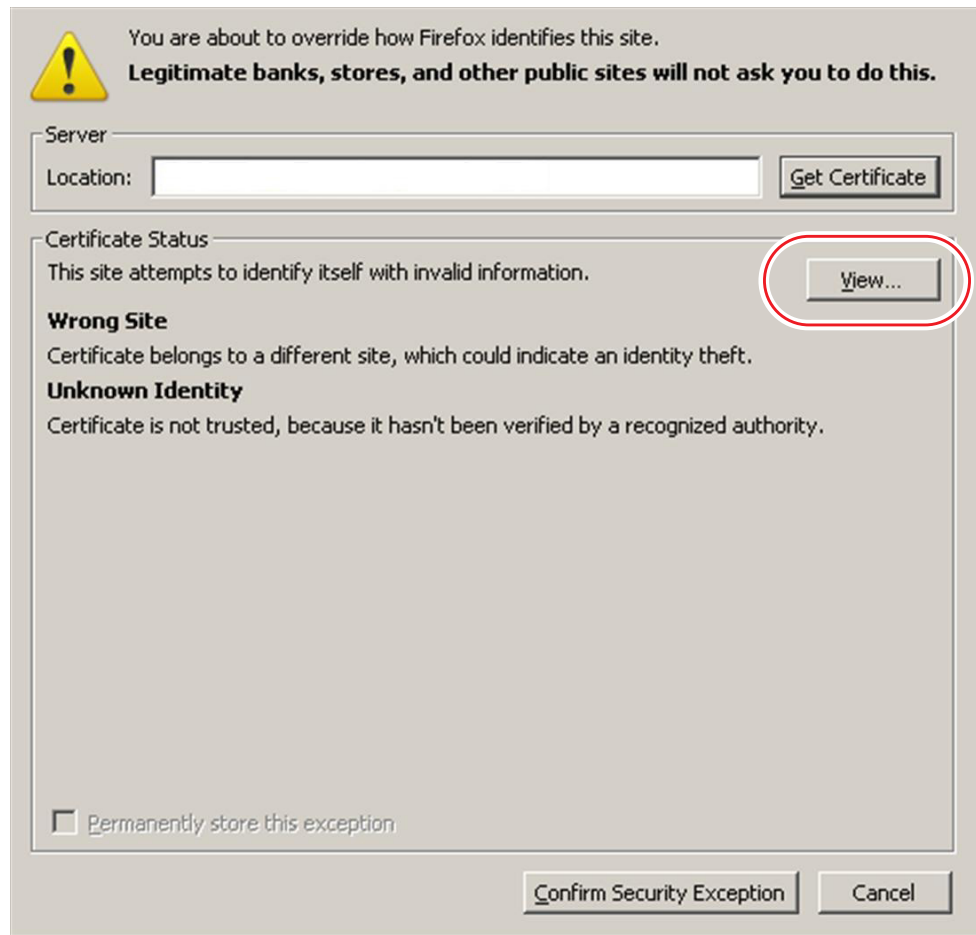 You are about to override how Firefox identifies this site.
Legitimate banks, stores, and other public sites will not ask you to do this.
Server
Location:
Get Certificate
Certificate Status
This site attempts to identify itself with invalid information.
View...
Wrong Site
Certificate belongs to a different site, which could indicate an identity theft.
Unknown Identity
Certificate is not trusted, because it hasn't been verified by a recognized authority.
Permanently store this exception
Confirm Security Exception
Cancel